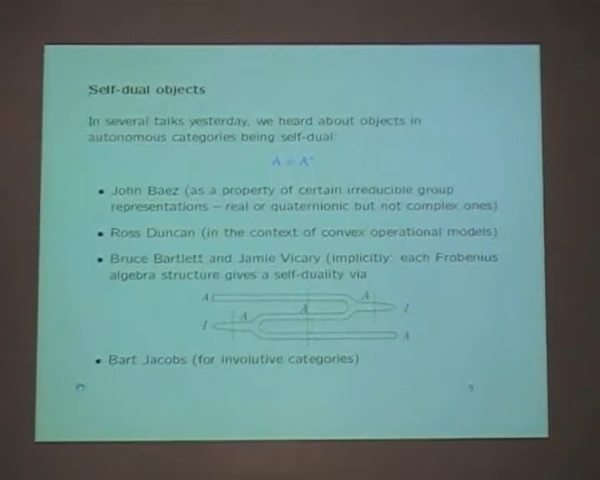 Self-dual objects
In several talks yesterday, we heard about objects in
autonomous categories being self-dual:
• John Baez (as a property of certain irreducible group
representations – real or quaternionic but not complex ones)
• Ross Duncan (in the context of convex operational models)
• Bruce Bartlett and Jamie Vicary (implicitly: each Frobenius
algebra structure gives a self-duality via
A A I
A
I A A
• Bart Jacobs (for involutive categories)